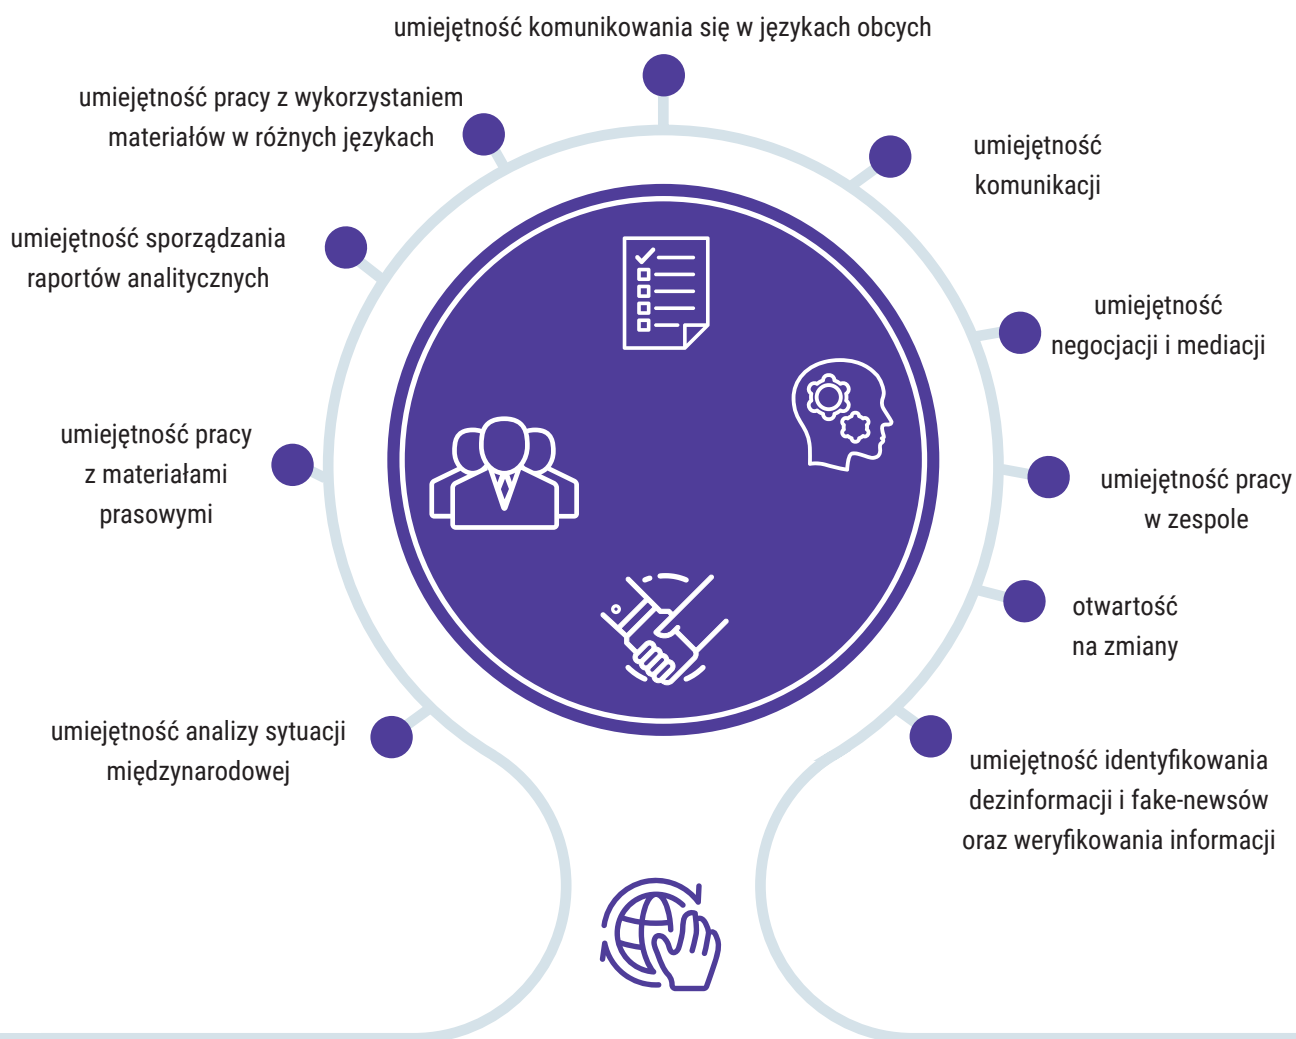 umiejętność komunikowania się w językach obcych
umiejętność pracy z wykorzystaniem
materiałów w różnych językach
umiejętność
komunikacji
umiejętność sporządzania
raportów analitycznych
umiejętność
negocjacji i mediacji
umiejętność pracy
z materiałami
prasowymi
umiejętność pracy
w zespole
otwartość
na zmiany
umiejętność analizy sytuacji
międzynarodowej
umiejętność identyfikowania
dezinformacji i fake-newsów
oraz weryfikowania informacji